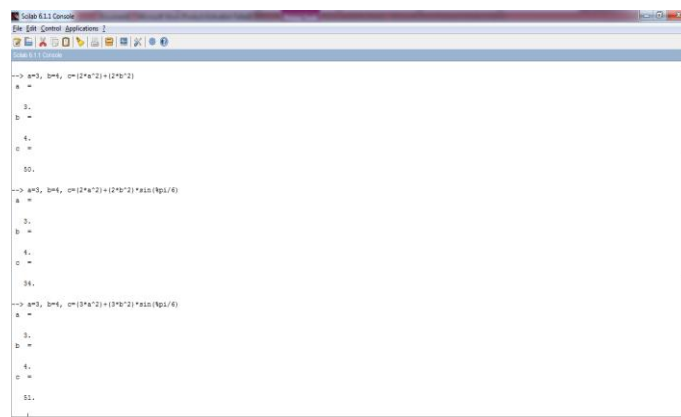 Scilab 6.1.1 Console
File Edit Control Applications ?
Scilab 6.1.1 Console
--> a=3, b=4, c=(2*a^2)+(2*b^2)
a  =
3.
b  =
4.
c  =
50.
--> a=3, b=4, c=(2*a^2)+(2*b^2)*sin(%pi/6)
a  =
3.
b  =
4.
c  =
34.
--> a=3, b=4, c=(3*a^2)+(3*b^2)*sin(%pi/6)
a  =
3.
b  =
4.
c  =
51.